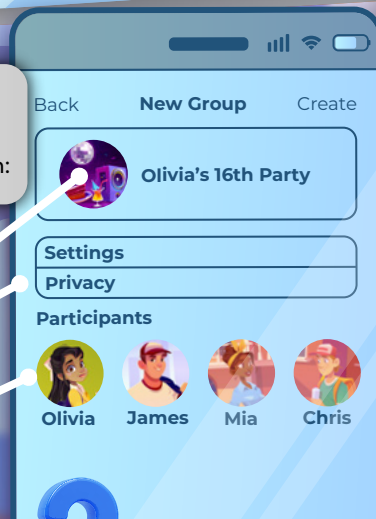 Back New Group Create
n:
Olivia's 16th Party
Settings
Privacy
Participants
Olivia James Mia Chris